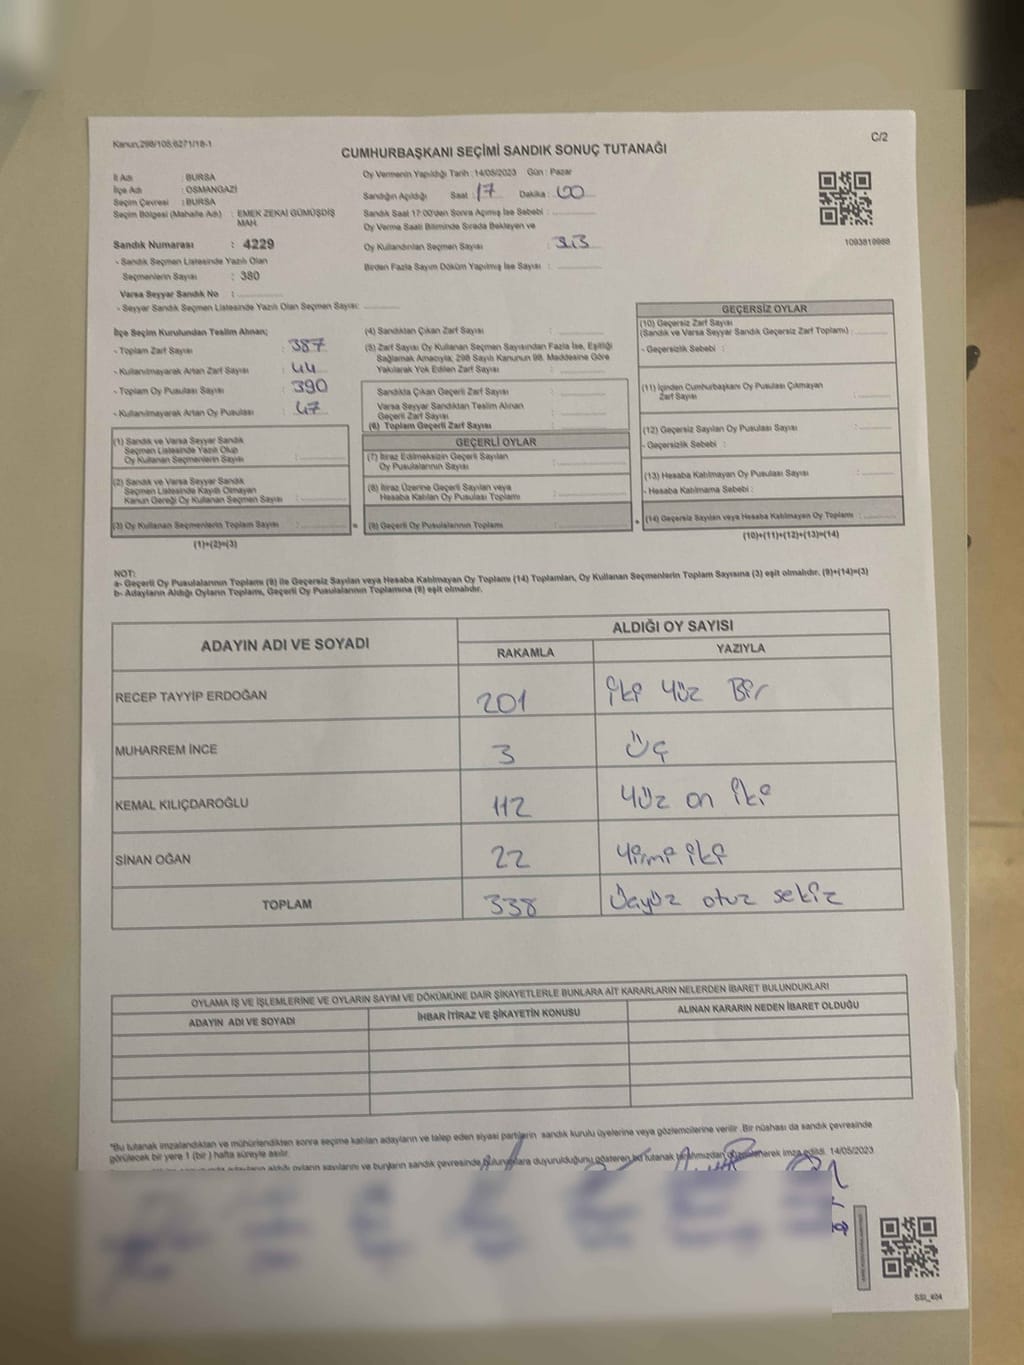 Kanun,298/105,6271/18-1
C/2
CUMHURBAŞKANI SEÇİMİ SANDIK SONUÇ TUTANAĞI
İl Adı : BURSA
İlçe Adı : OSMANGAZİ
Seçim Çevresi : BURSA
Seçim Bölgesi (Mahalle Adı) : EMEK ZEKAİ GÜMÜŞDİŞ
MAH.
Sandık Numarası : 4229
- Sandık Seçmen Listesinde Yazılı Olan
Seçmenlerin Sayısı : 380
Varsa Seyyar Sandık No :
- Seyyar Sandık Seçmen Listesinde Yazılı Olan Seçmen Sayısı:
Oy Vermenin Yapıldığı Tarih : 14/05/2023 Gün : Pazar
Sandığın Açıldığı Saat : 17 Dakika : 00
Sandık Saat 17:00'den Sonra Açımış İse Sebebi :
Oy Verme Saati Bitiminde Sırada Bekleyen ve
Oy Kullandırılan Seçmen Sayısı :
Birden Fazla Sayım Döküm Yapılmış İse Sayısı :
1093819988
İlçe Seçim Kurulundan Teslim Alınan;
- Toplam Zarf Sayısı : 387
- Kullanılmayarak Artan Zarf Sayısı : 44
- Toplam Oy Pusulası Sayısı : 390
- Kullanılmayarak Artan Oy Pusulası : 47
(1) Sandık ve Varsa Seyyar Sandık
Seçmen Listesinde Yazılı Olup
Oy Kullanan Seçmenlerin Sayısı :
(2) Sandık ve Varsa Seyyar Sandık
Seçmen Listesinde Kayıtlı Olmayan
Kanun Gereği Oy Kullanan Seçmen Sayısı :
(3) Oy Kullanan Seçmenlerin Toplam Sayısı : =
(1)+(2)=(3)
(4) Sandıktan Çıkan Zarf Sayısı :
(5) Zarf Sayısı Oy Kullanan Seçmen Sayısından Fazla İse, Eşitliği
Sağlamak Amacıyla; 298 Sayılı Kanunun 98. Maddesine Göre
Yakılarak Yok Edilen Zarf Sayısı :
Sandıkta Çıkan Geçerli Zarf Sayısı :
Varsa Seyyar Sandıktan Teslim Alınan
Geçerli Zarf Sayısı :
(6) Toplam Geçerli Zarf Sayısı :
GEÇERLİ OYLAR
(7) İtiraz Edilmeksizin Geçerli Sayılan
Oy Pusulalarının Sayısı :
(8) İtiraz Üzerine Geçerli Sayılan veya
Hesaba Katılan Oy Pusulası Toplamı :
(9) Geçerli Oy Pusulalarının Toplamı : +
GEÇERSİZ OYLAR
(10) Geçersiz Zarf Sayısı
(Sandık ve Varsa Seyyar Sandık Geçersiz Zarf Toplamı) :
- Geçersizlik Sebebi :
(11) İçinden Cumhurbaşkanı Oy Pusulası Çıkmayan
Zarf Sayısı :
(12) Geçersiz Sayılan Oy Pusulası Sayısı :
- Geçersizlik Sebebi :
(13) Hesaba Katılmayan Oy Pusulası Sayısı :
- Hesaba Katılmama Sebebi :
(14) Geçersiz Sayılan veya Hesaba Katılmayan Oy Toplamı :
(10)+(11)+(12)+(13)=(14)
NOT:
a- Geçerli Oy Pusulalarının Toplamı (9) ile Geçersiz Sayılan veya Hesaba Katılmayan Oy Toplamı (14) Toplamları, Oy Kullanan Seçmenlerin Toplam Sayısına (3) eşit olmalıdır. (9)+(14)=(3)
b- Adayların Aldığı Oyların Toplamı, Geçerli Oy Pusulalarının Toplamına (9) eşit olmalıdır.
ADAYIN ADI VE SOYADI
ALDIĞI OY SAYISI
RAKAMLA YAZIYLA
RECEP TAYYİP ERDOĞAN 201 iki yüz Bir
MUHARREM İNCE 3 üç
KEMAL KILIÇDAROĞLU 112 yüz on iki
SİNAN OĞAN 22 yirmi iki
TOPLAM 338 Üçyüz otuz sekiz
OYLAMA İŞ VE İŞLEMLERİNE VE OYLARIN SAYIM VE DÖKÜMÜNE DAİR ŞİKAYETLERLE BUNLARA AİT KARARLARIN NELERDEN İBARET BULUNDUKLARI
ADAYIN ADI VE SOYADI İHBAR İTİRAZ VE ŞİKAYETİN KONUSU ALINAN KARARIN NEDEN İBARET OLDUĞU
*Bu tutanak imzalandıktan ve mühürlendikten sonra seçime katılan adayların ve talep eden siyasi partilerin sandık kurulu üyelerine veya gözlemcilerine verilir. Bir nüshası da sandık çevresinde
görülecek bir yere 1 (bir) hafta süreyle asılır.
adayların aldığı oyların sayılarını ve bunların sandık çevresinde bulunanlara duyurulduğunu gösteren bu tutanak tarafımızdan düzenlenerek imza edildi. 14/05/2023
SSI_404